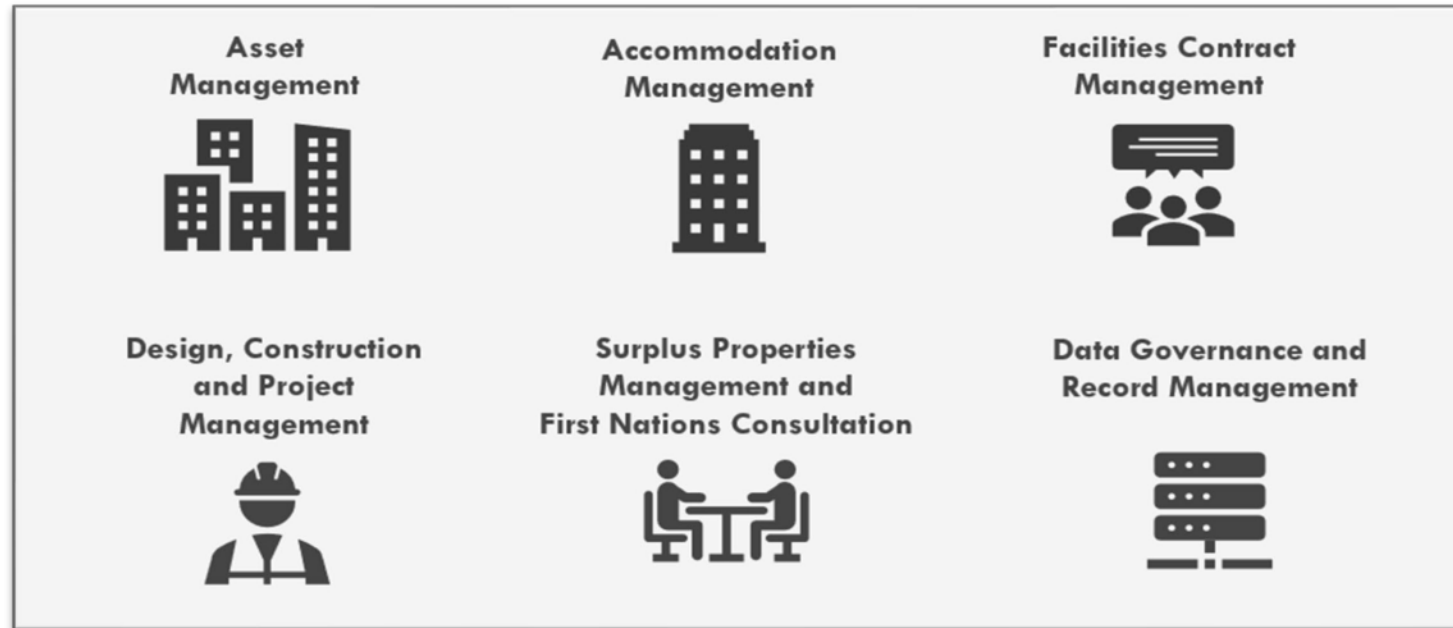 Asset
Management
Accommodation
Management
Facilities Contract
Management
Design, Construction
and Project
Management
Surplus Properties
Management and
First Nations Consultation
Data Governance and
Record Management